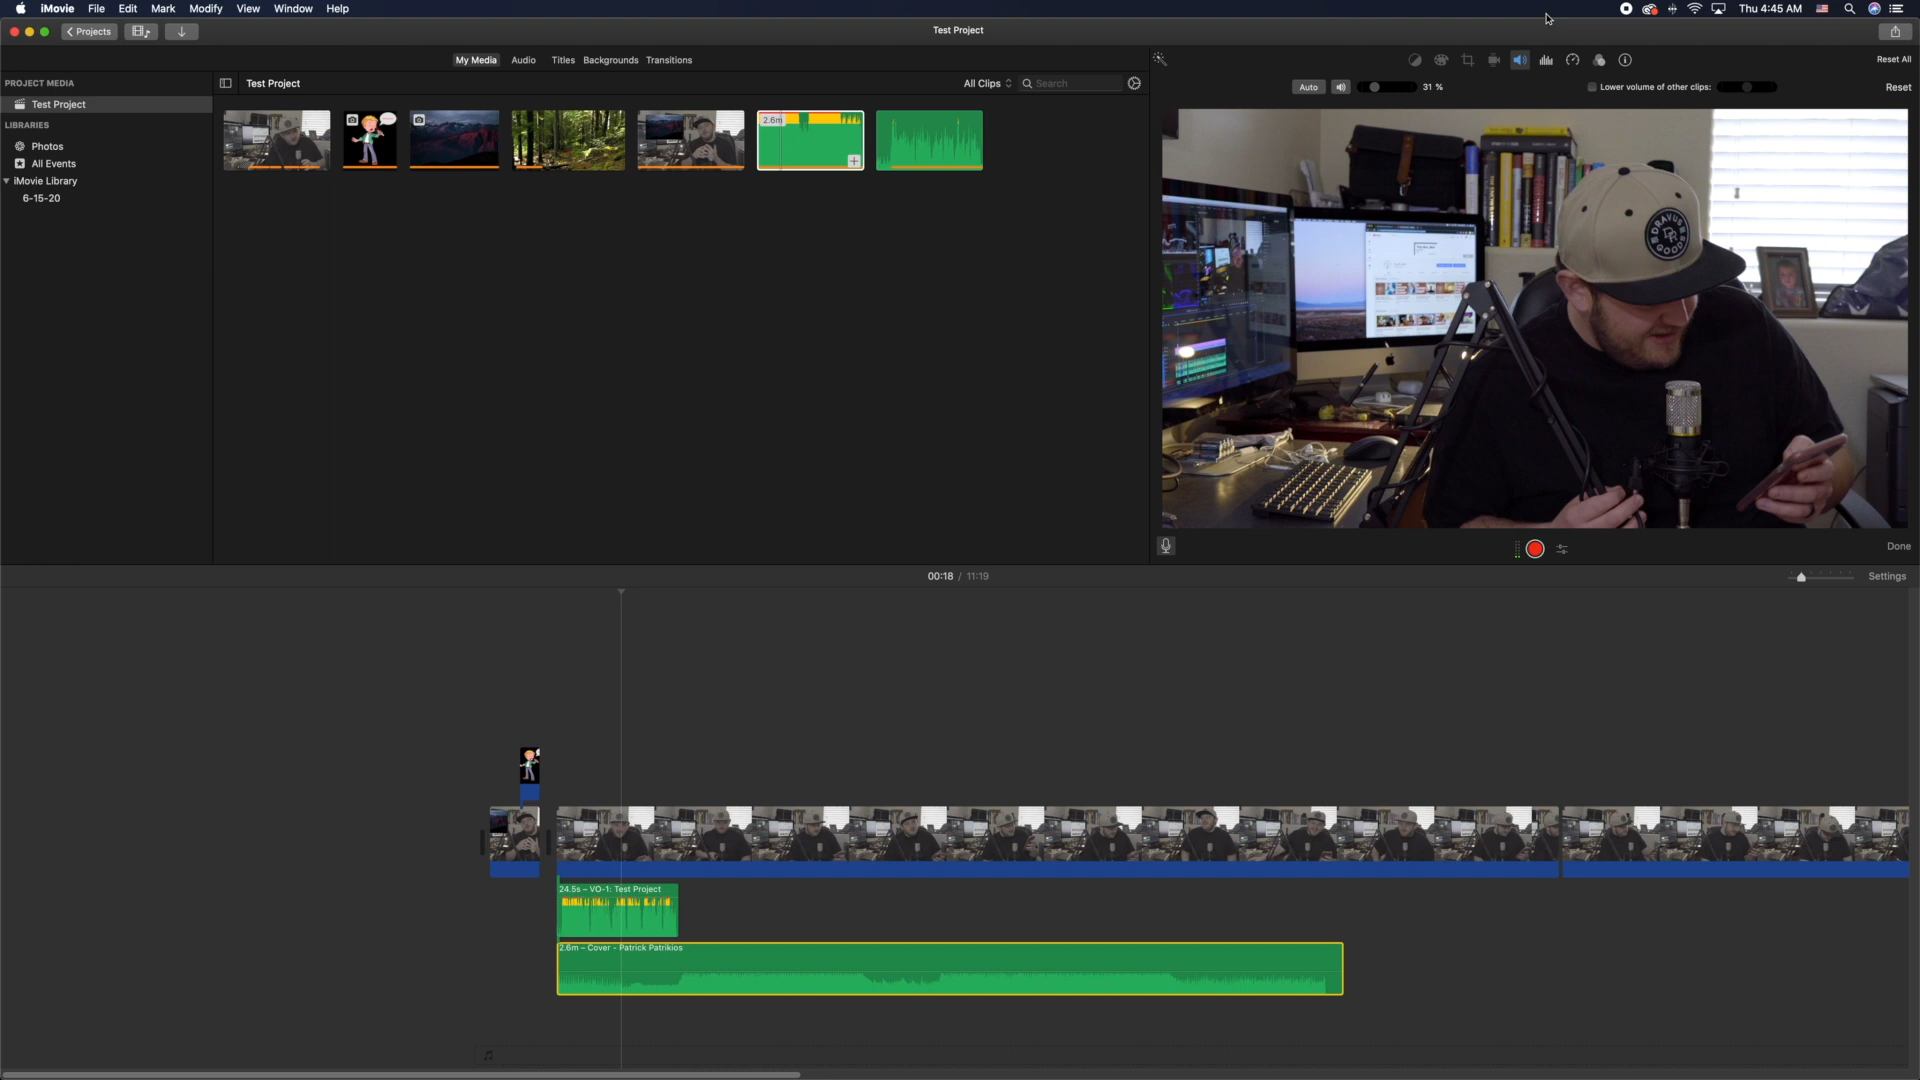 iMovie File Edit Mark Modify View Window Help
Thu 4:45 AM
Projects
Test Project
My Media Audio Titles Backgrounds Transitions
Reset All
PROJECT MEDIA
Test Project
All Clips
Search
Auto
31 %
Lower volume of other clips:
Reset
Test Project
LIBRARIES
Photos
All Events
iMovie Library
6-15-20
2.6m
DRAVUS
DR
GOODS
Done
00:18 / 11:19
Settings
24.5s – VO-1: Test Project
2.6m – Cover - Patrick Patrikios